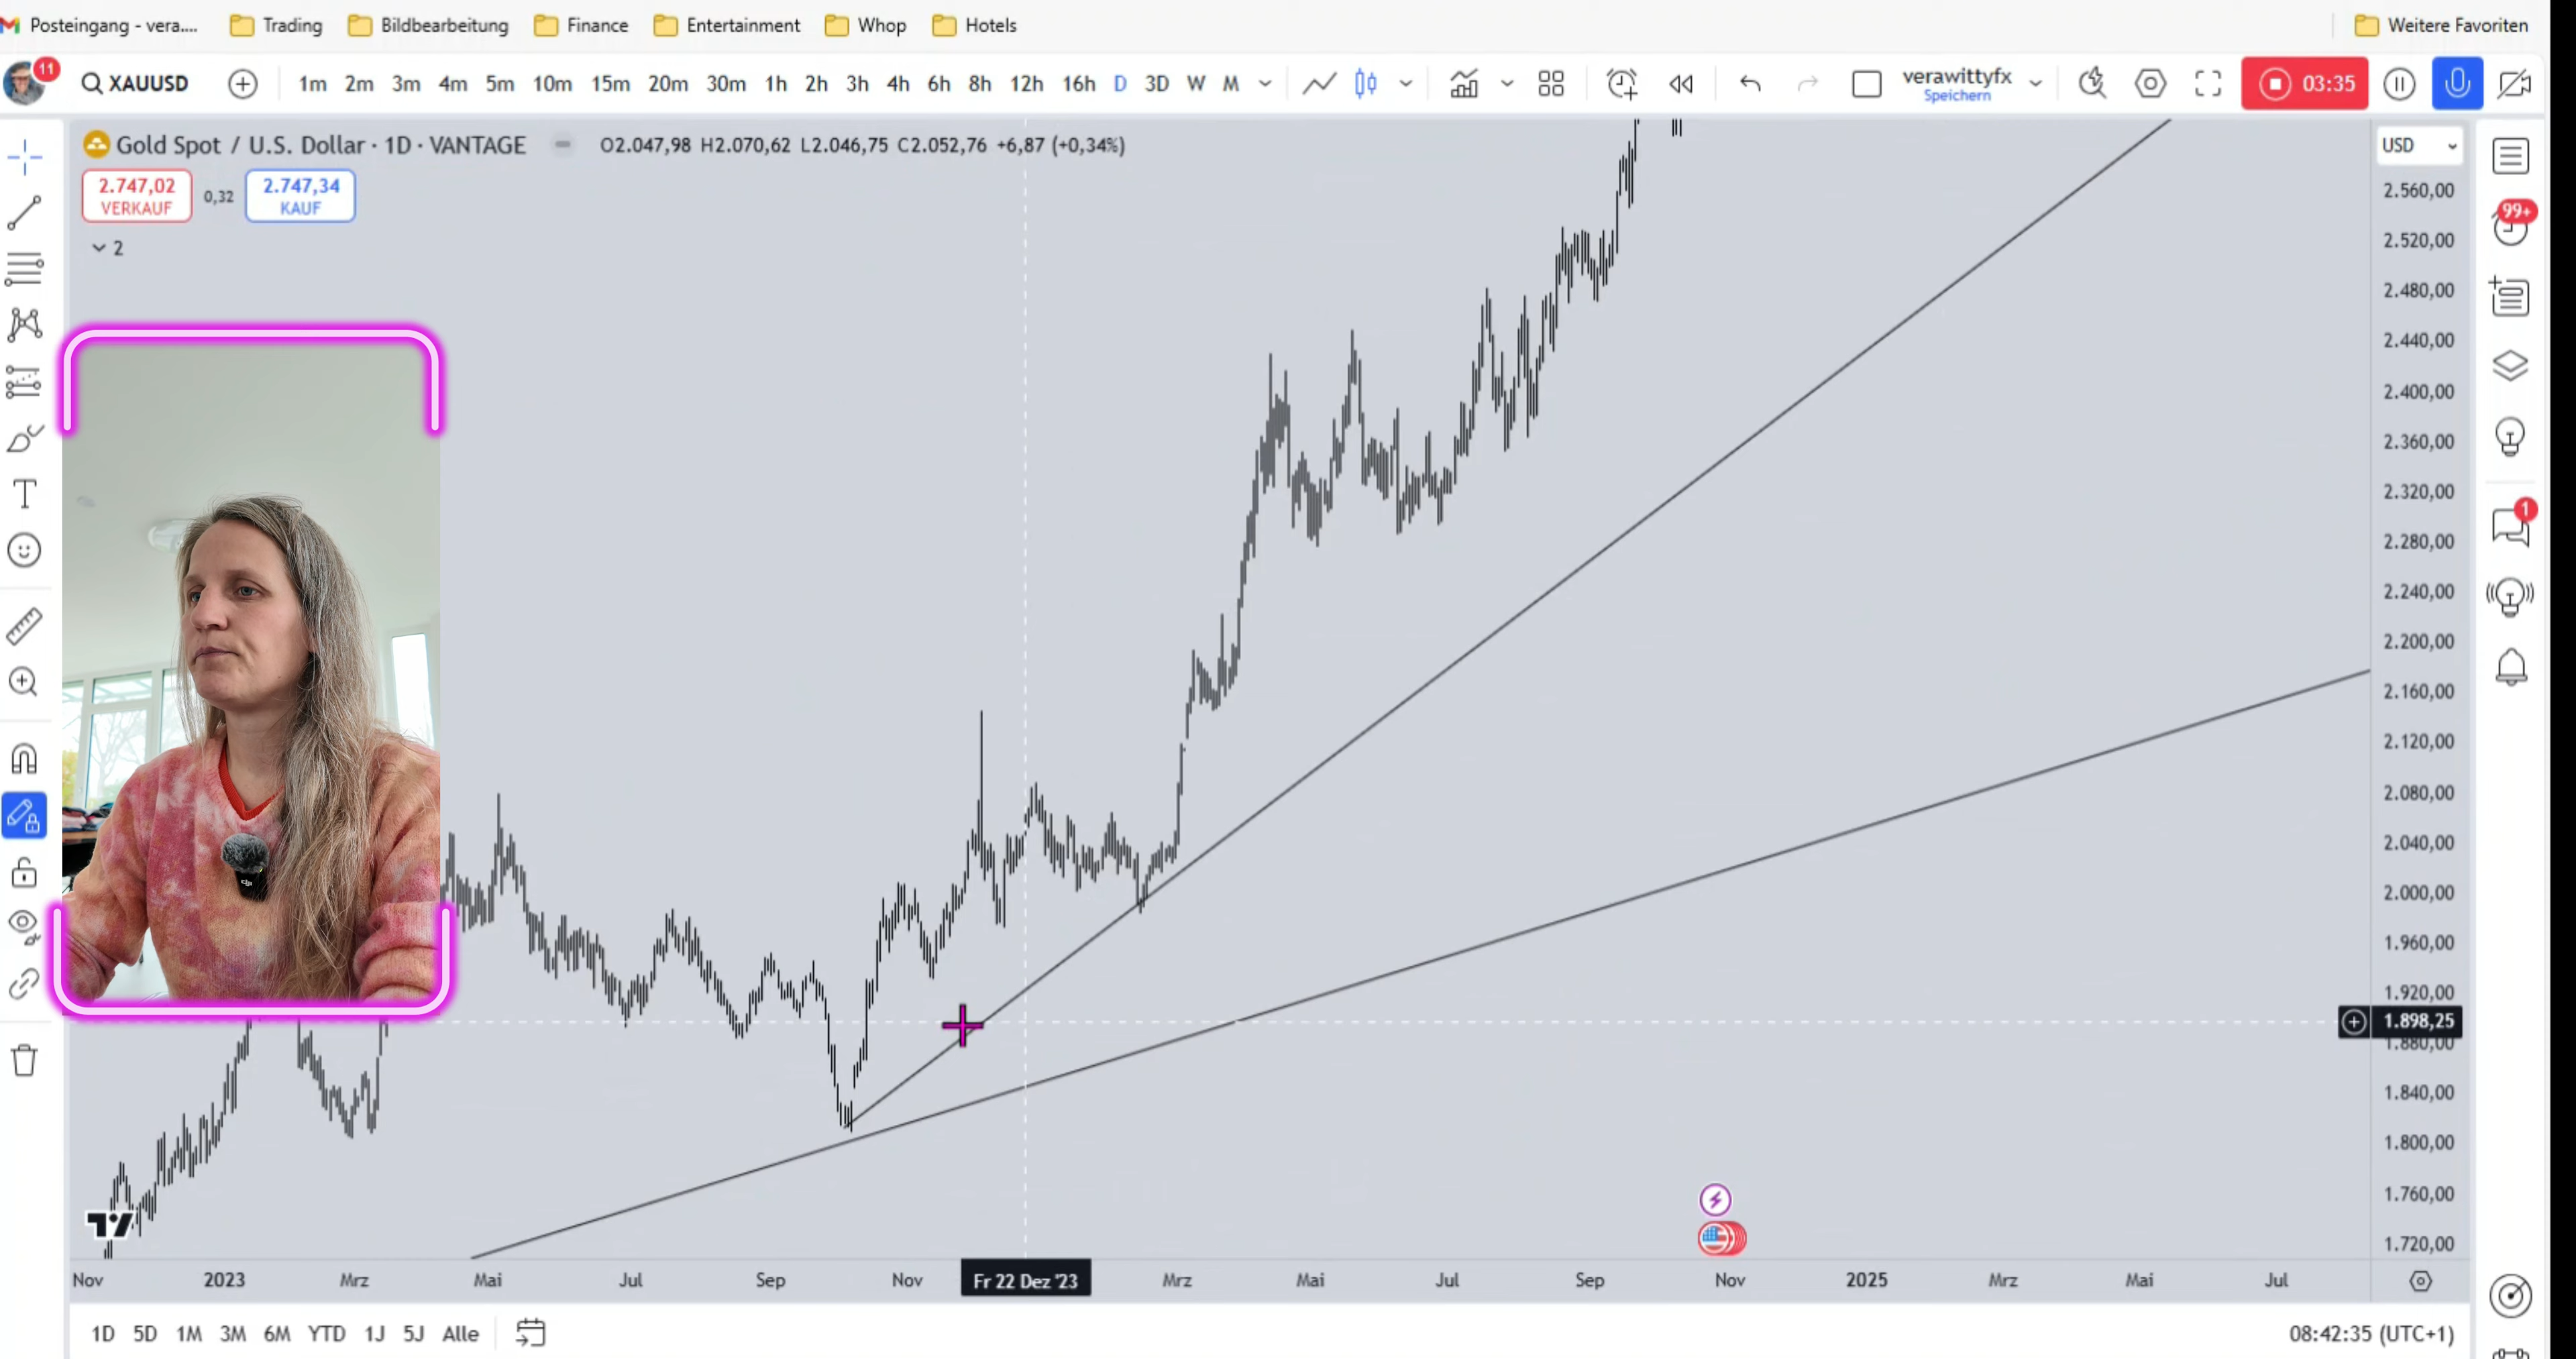 Posteingang - vera.... Trading Bildbearbeitung Finance Entertainment Whop Hotels Weitere Favoriten
11 XAUUSD 1m 2m 3m 4m 5m 10m 15m 20m 30m 1h 2h 3h 4h 6h 8h 12h 16h D 3D W M verawittyfx 03:35
Speichern
Gold Spot / U.S. Dollar · 1D · VANTAGE O2.047,98 H2.070,62 L2.046,75 C2.052,76 +6,87 (+0,34%) USD
2.747,02 0,32 2.747,34
VERKAUF KAUF
2
2.560,00
99+
2.520,00
2.480,00
2.440,00
2.400,00
2.360,00
2.320,00
1
2.280,00
2.240,00
2.200,00
2.160,00
2.120,00
2.080,00
2.040,00
2.000,00
1.960,00
1.920,00
1.898,25
1.880,00
1.840,00
1.800,00
1.760,00
1.720,00
dji
Nov 2023 Mrz Mai Jul Sep Nov Fr 22 Dez '23 Mrz Mai Jul Sep Nov 2025 Mrz Mai Jul
1D 5D 1M 3M 6M YTD 1J 5J Alle 08:42:35 (UTC+1)